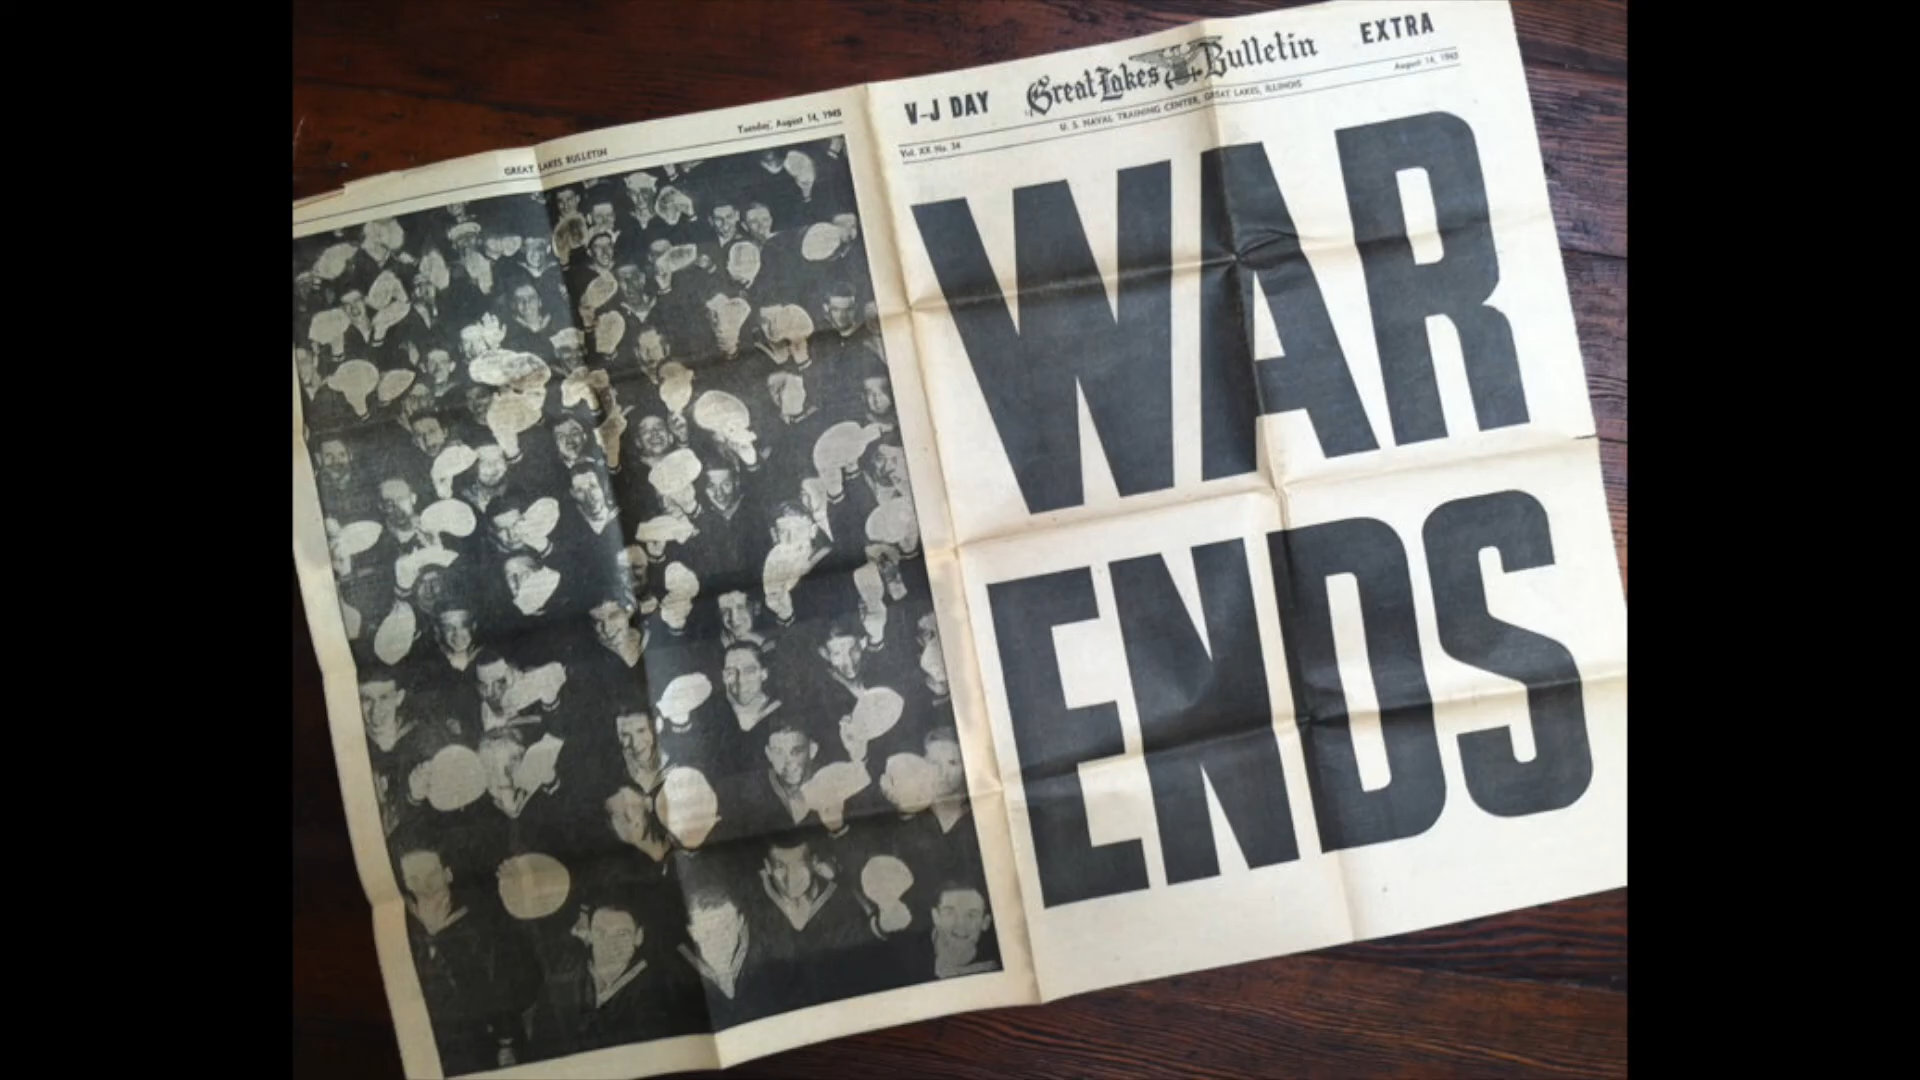 GREAT LAKES BULLETIN
Tuesday, August 14, 1945
V-J DAY
Great Lakes Bulletin
EXTRA
Vol. XX No. 34
U. S. NAVAL TRAINING CENTER, GREAT LAKES, ILLINOIS
August 14, 1945
WAR
ENDS